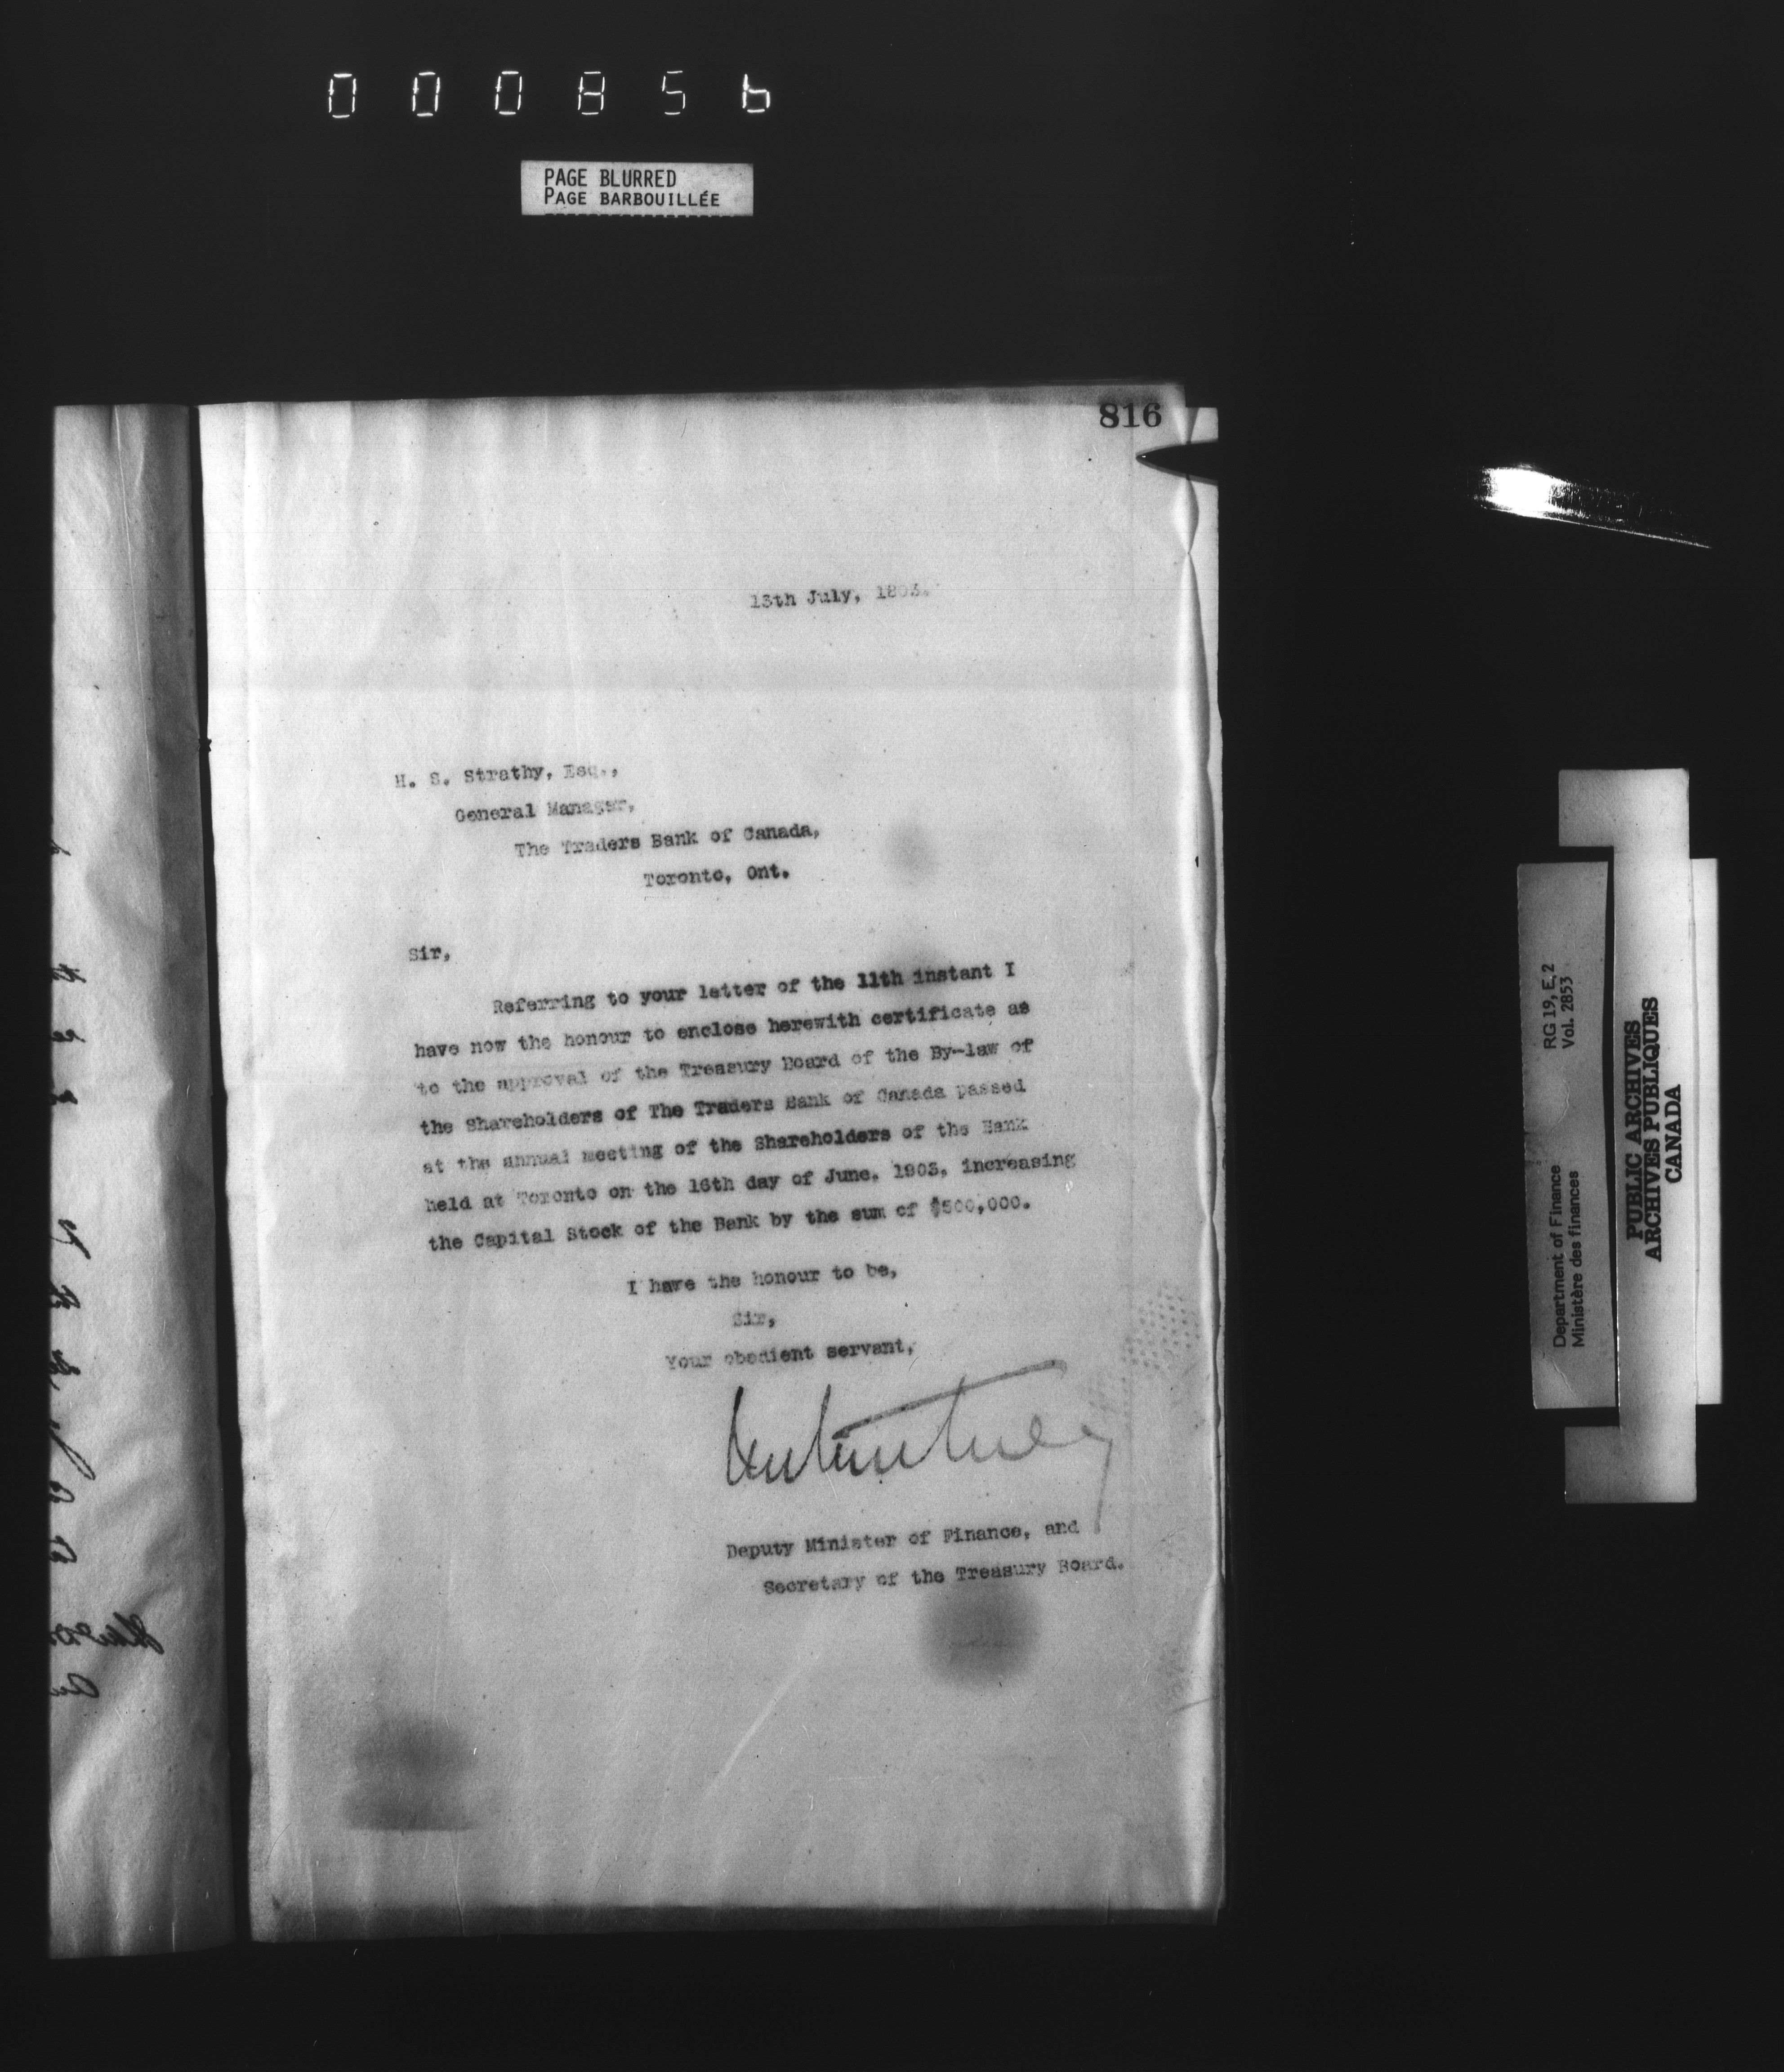 000856
PAGE BLURRED
PAGE BARBOUILLÉE
816
13th July, 1803.
H. S. Strathy, Esq.,
General Manager,
The Traders Bank of Canada,
Toronto, Ont.
Sir,
Referring to your letter of the 11th instant I
have now the honour to enclose herewith certificate as
to the approval of the Treasury Board of the By-law of
the Shareholders of The Traders Bank of Canada passed
at the annual meeting of the Shareholders of the Bank
held at Toronto on the 16th day of June, 1903, increasing
the Capital Stock of the Bank by the sum of $500,000.
I have the honour to be,
Sir,
Your obedient servant,
Deputy Minister of Finance, and
Secretary of the Treasury Board.
RG 19, E, 2
Vol. 2853
Department of Finance
Ministère des finances
PUBLIC ARCHIVES
ARCHIVES PUBLIQUES
CANADA